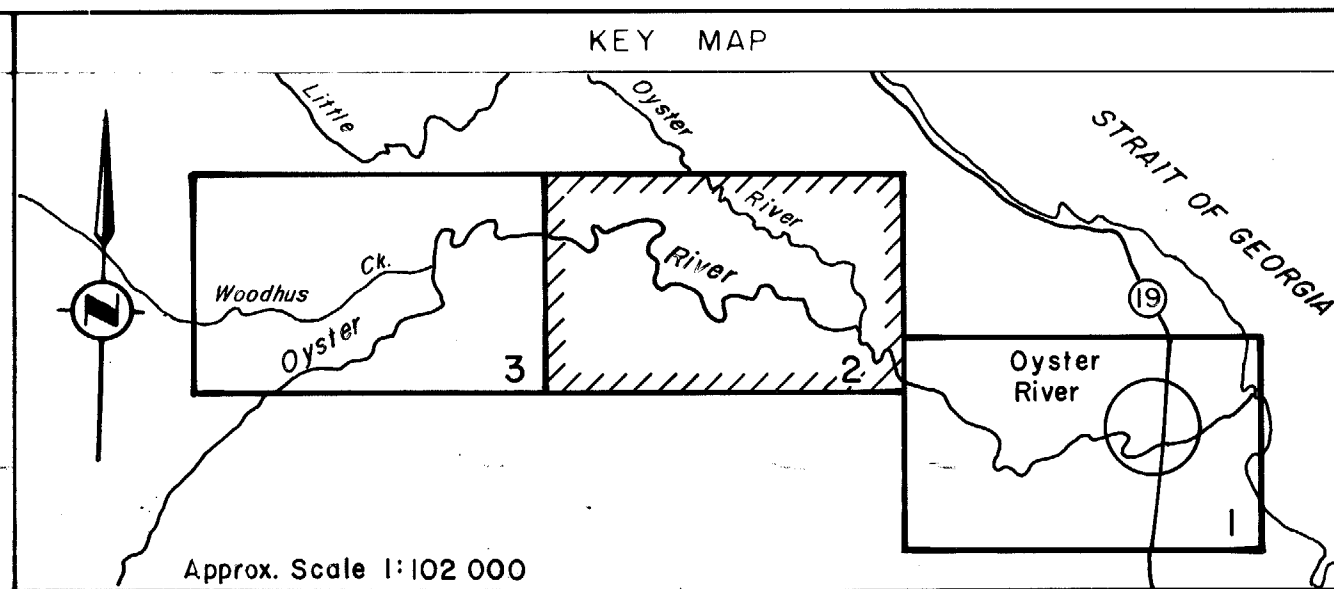 KEY MAP
Little
Oyster
River
STRAIT OF GEORGIA
Woodhus
Ck.
River
Oyster
19
3
2
Oyster
River
1
N
Approx. Scale 1:102 000